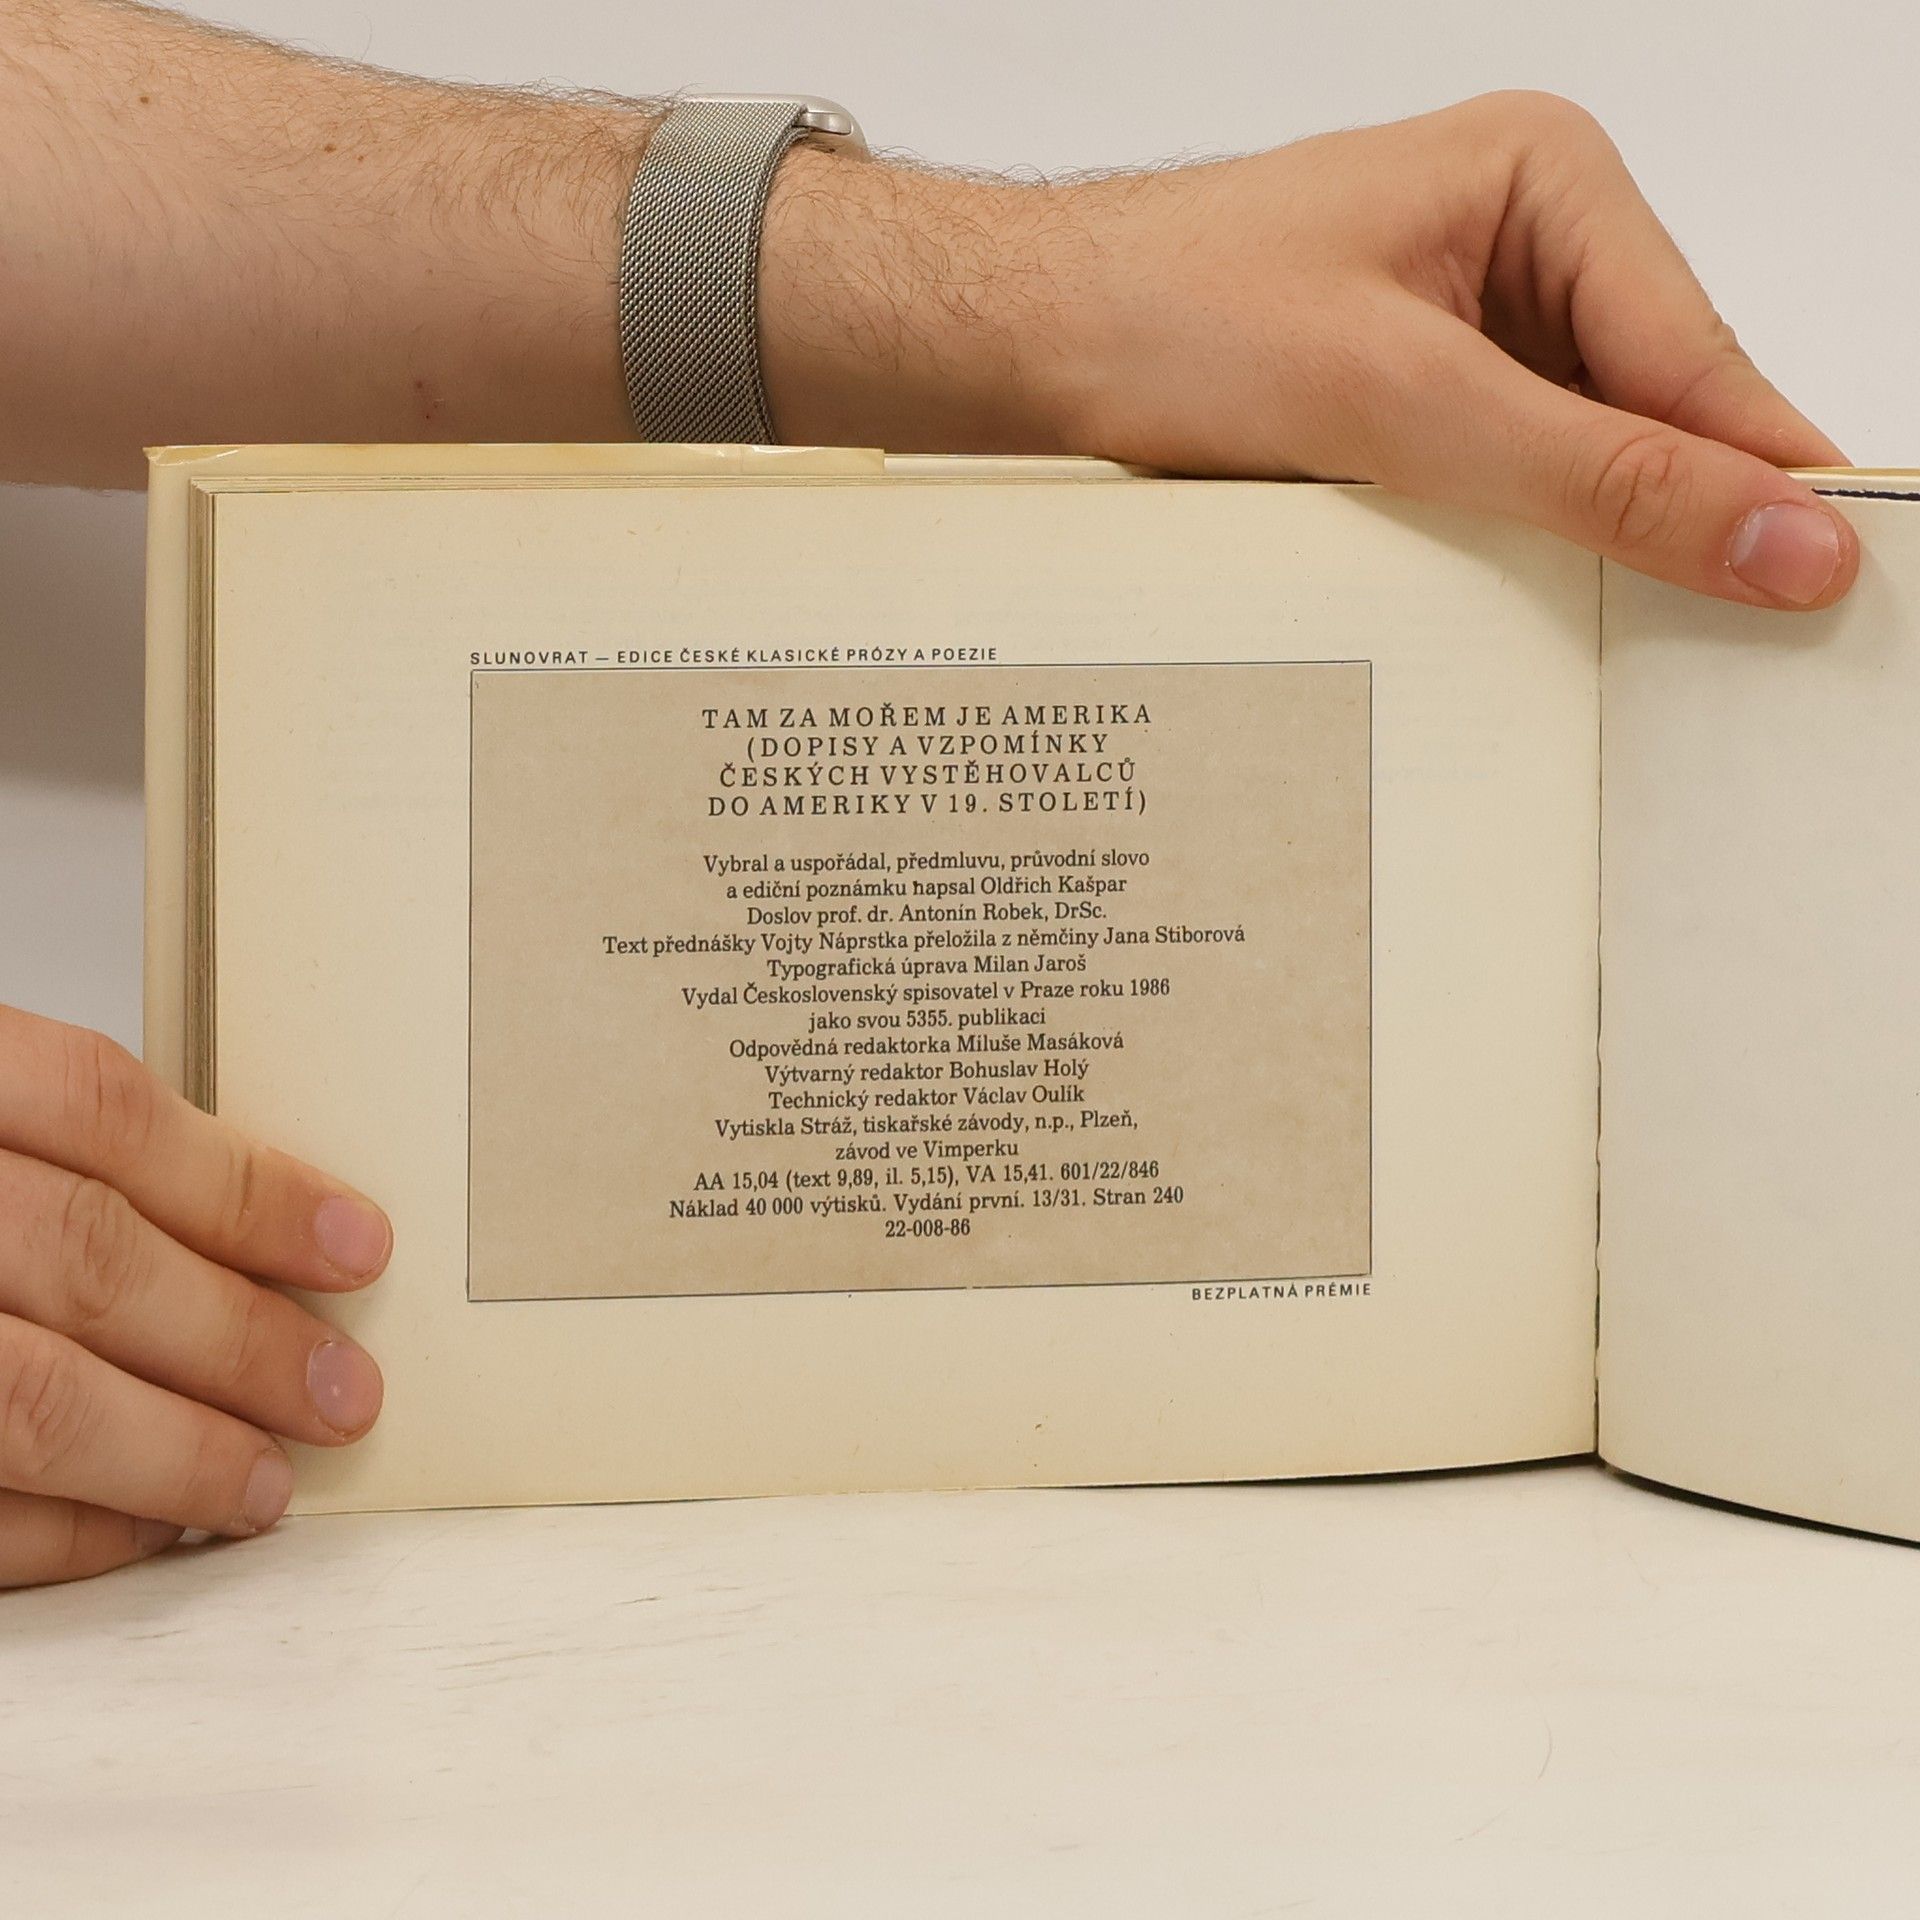 SLUNOVRAT — EDICE ČESKÉ KLASICKÉ PRÓZY A POEZIE
TAM ZA MOŘEM JE AMERIKA
(DOPISY A VZPOMÍNKY
ČESKÝCH VYSTĚHOVALCŮ
DO AMERIKY V 19. STOLETÍ)
Vybral a uspořádal, předmluvu, průvodní slovo
a ediční poznámku napsal Oldřich Kašpar
Doslov prof. dr. Antonín Robek, DrSc.
Text přednášky Vojty Náprstka přeložila z němčiny Jana Stiborová
Typografická úprava Milan Jaroš
Vydal Československý spisovatel v Praze roku 1986
jako svou 5355. publikaci
Odpovědná redaktorka Miluše Masáková
Výtvarný redaktor Bohuslav Holý
Technický redaktor Václav Oulík
Vytiskla Stráž, tiskařské závody, n.p., Plzeň,
závod ve Vimperku
AA 15,04 (text 9,89, il. 5,15), VA 15,41. 601/22/846
Náklad 40 000 výtisků. Vydání první. 13/31. Stran 240
22-008-86
BEZPLATNÁ PRÉMIE